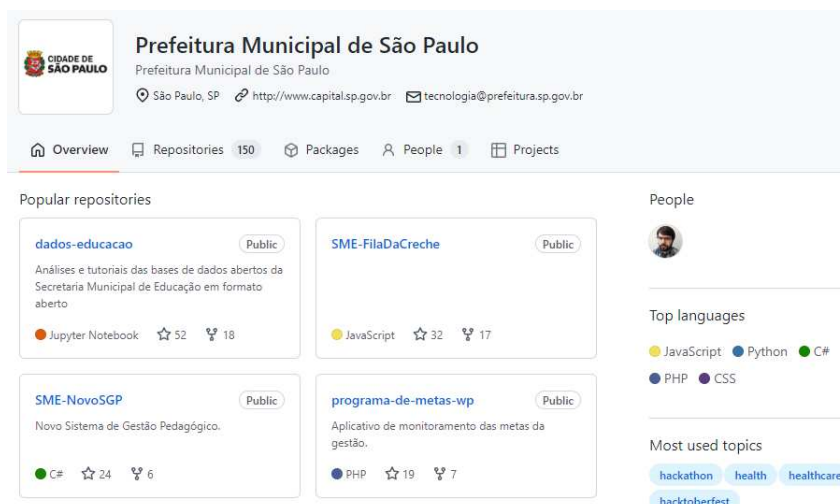 CIDADE DE
SÃO PAULO
Prefeitura Municipal de São Paulo
Prefeitura Municipal de São Paulo
São Paulo, SP http://www.capital.sp.gov.br tecnologia@prefeitura.sp.gov.br
Overview Repositories 150 Packages People 1 Projects
Popular repositories
dados-educacao Public
Análises e tutoriais das bases de dados abertos da
Secretaria Municipal de Educação em formato
aberto
Jupyter Notebook 52 18
SME-FilaDaCreche Public
JavaScript 32 17
SME-NovoSGP Public
Novo Sistema de Gestão Pedagógico.
C# 24 6
programa-de-metas-wp Public
Aplicativo de monitoramento das metas da
gestão.
PHP 19 7
People
Top languages
JavaScript Python C#
PHP CSS
Most used topics
hackathon health healthcare
hacktoberfest